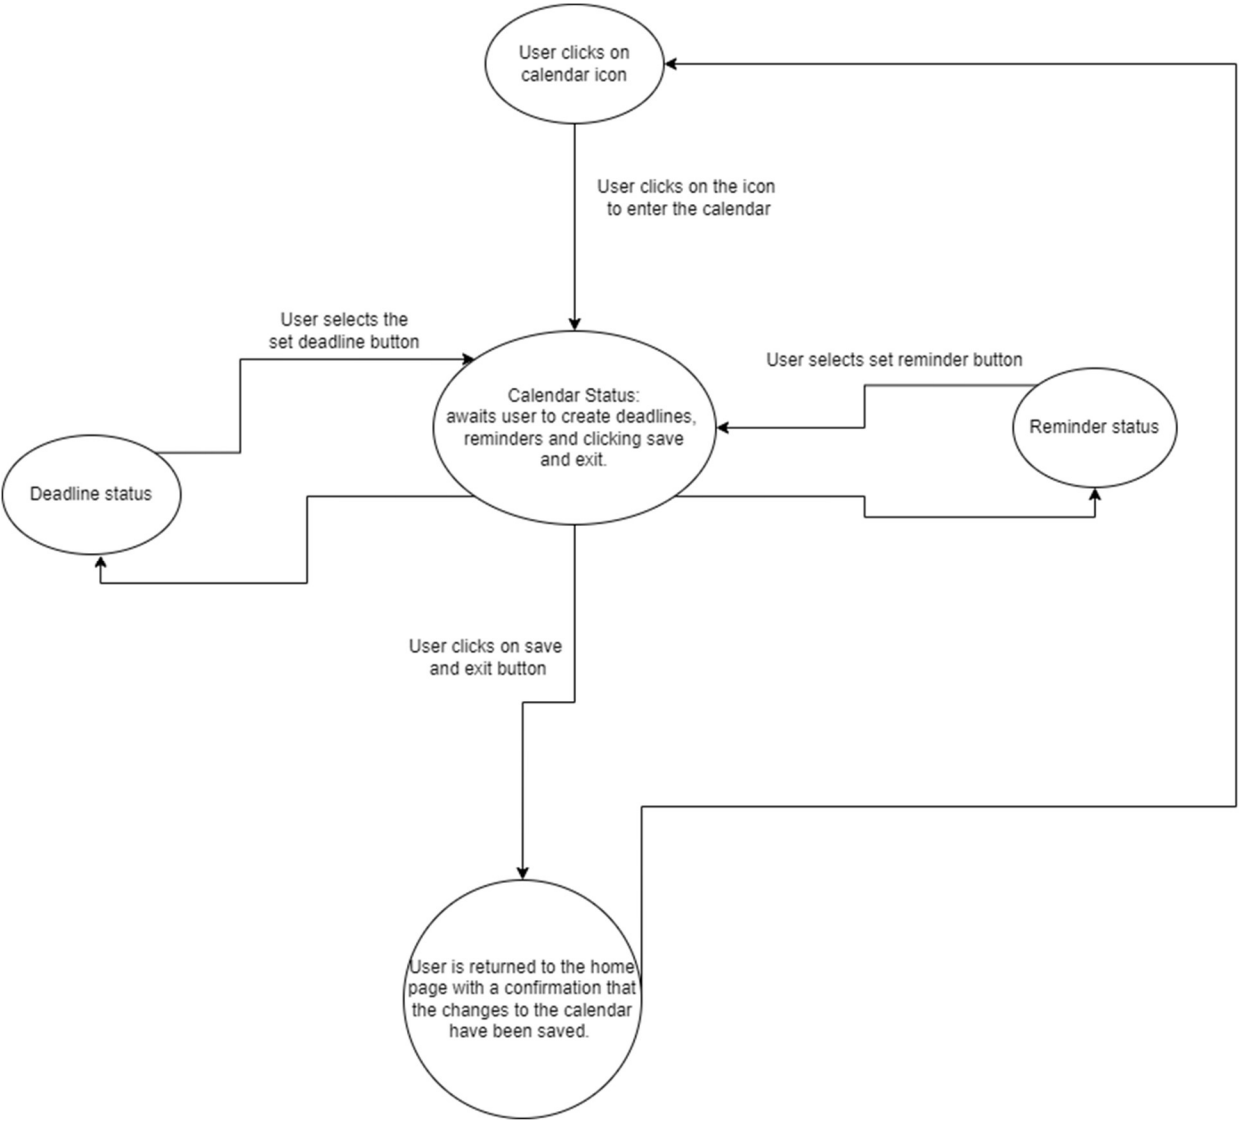 User clicks on
calendar icon
User clicks on the icon
to enter the calendar
User selects the
set deadline button
User selects set reminder button
Calendar Status:
awaits user to create deadlines,
reminders and clicking save
and exit.
Reminder status
Deadline status
User clicks on save
and exit button
User is returned to the home
page with a confirmation that
the changes to the calendar
have been saved.